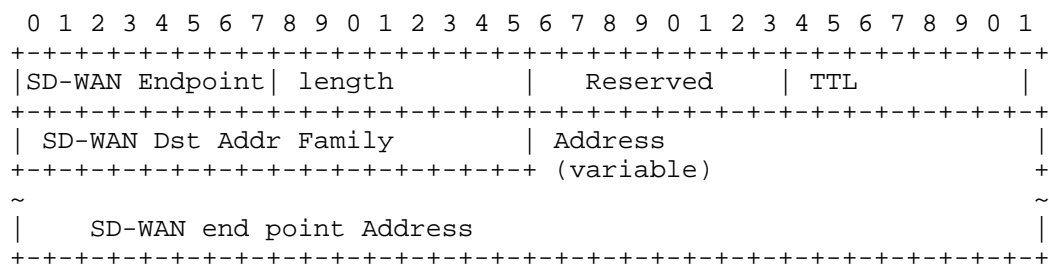 0 1 2 3 4 5 6 7 8 9 0 1 2 3 4 5 6 7 8 9 0 1 2 3 4 5 6 7 8 9 0 1
+-+-+-+-+-+-+-+-+-+-+-+-+-+-+-+-+-+-+-+-+-+-+-+-+-+-+-+-+-+-+-+-+
|SD-WAN Endpoint| length        |   Reserved    | TTL           |
+-+-+-+-+-+-+-+-+-+-+-+-+-+-+-+-+-+-+-+-+-+-+-+-+-+-+-+-+-+-+-+-+
| SD-WAN Dst Addr Family        | Address                       |
+-+-+-+-+-+-+-+-+-+-+-+-+-+-+-+-+ (variable)                    +
~                                                               ~
|    SD-WAN end point Address                                   |
+-+-+-+-+-+-+-+-+-+-+-+-+-+-+-+-+-+-+-+-+-+-+-+-+-+-+-+-+-+-+-+-+